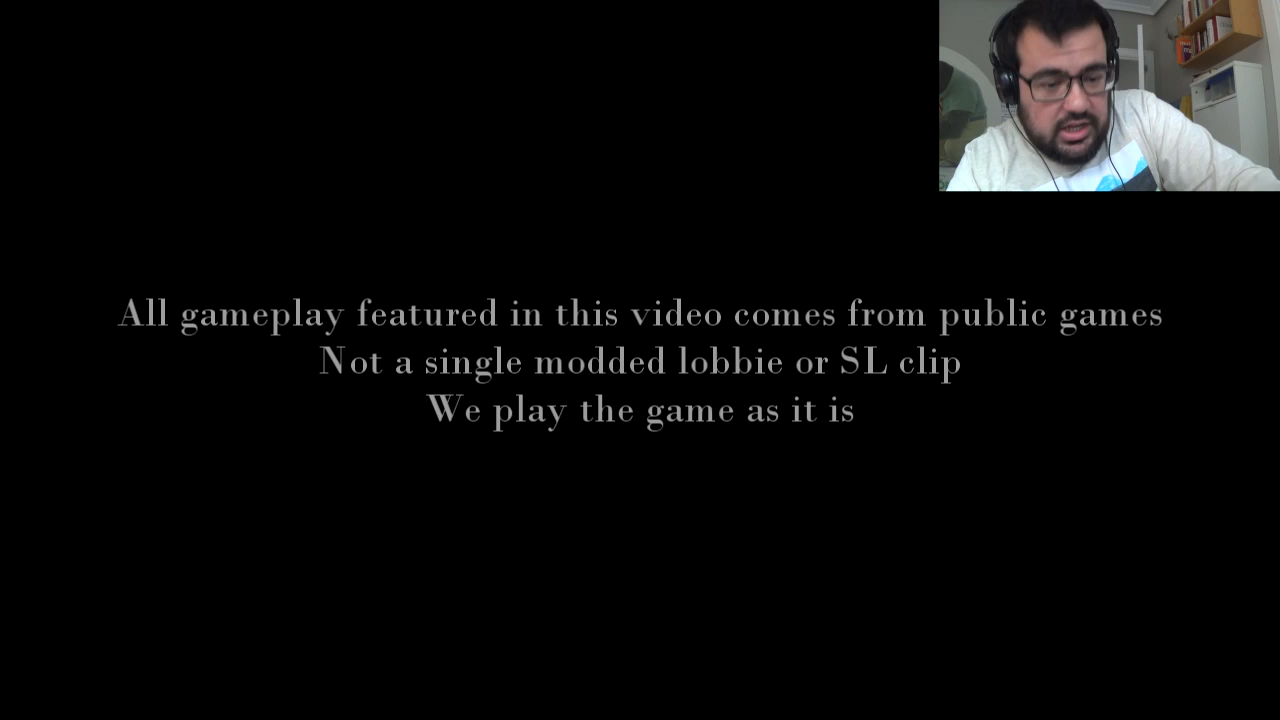 All gameplay featured in this video comes from public games
Not a single modded lobbie or SL clip
We play the game as it is